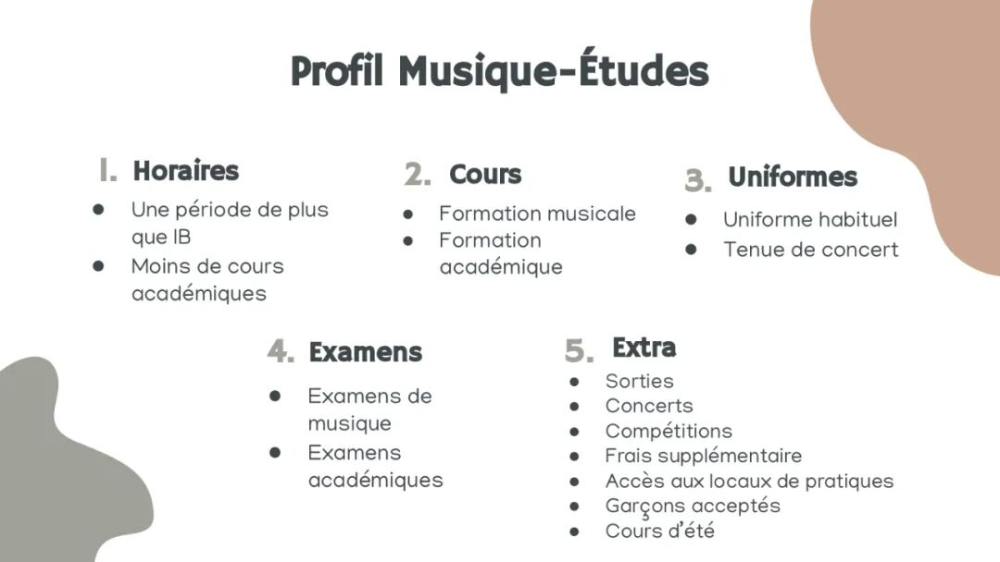 Profil Musique-Études
1. Horaires
● Une période de plus
que IB
● Moins de cours
académiques
2. Cours
● Formation musicale
● Formation
académique
3. Uniformes
● Uniforme habituel
● Tenue de concert
4. Examens
● Examens de
musique
● Examens
académiques
5. Extra
● Sorties
● Concerts
● Compétitions
● Frais supplémentaire
● Accès aux locaux de pratiques
● Garçons acceptés
● Cours d’été